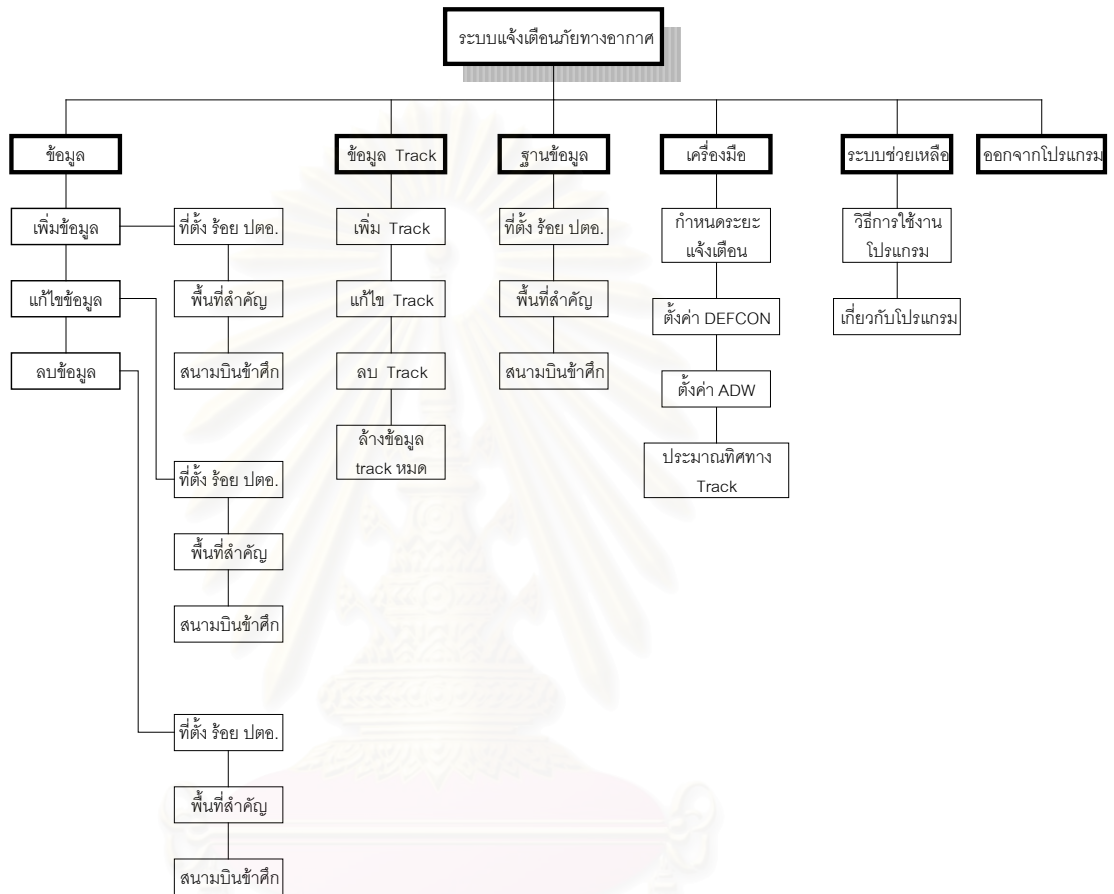 ระบบแจ้งเตือนภัยทางอากาศ
ข้อมูล
ข้อมูล Track
ฐานข้อมูล
เครื่องมือ
ระบบช่วยเหลือ
ออกจากโปรแกรม
เพิ่มข้อมูล
ที่ตั้ง ร้อย ปตอ.
เพิ่ม Track
ที่ตั้ง ร้อย ปตอ.
กำหนดระยะ
แจ้งเตือน
วิธีการใช้งาน
โปรแกรม
แก้ไขข้อมูล
พื้นที่สำคัญ
แก้ไข Track
พื้นที่สำคัญ
ตั้งค่า DEFCON
เกี่ยวกับโปรแกรม
ลบข้อมูล
สนามบินข้าศึก
ลบ Track
สนามบินข้าศึก
ตั้งค่า ADW
ล้างข้อมูล
track หมด
ประมาณทิศทาง
Track
ที่ตั้ง ร้อย ปตอ.
พื้นที่สำคัญ
สนามบินข้าศึก
ที่ตั้ง ร้อย ปตอ.
พื้นที่สำคัญ
สนามบินข้าศึก